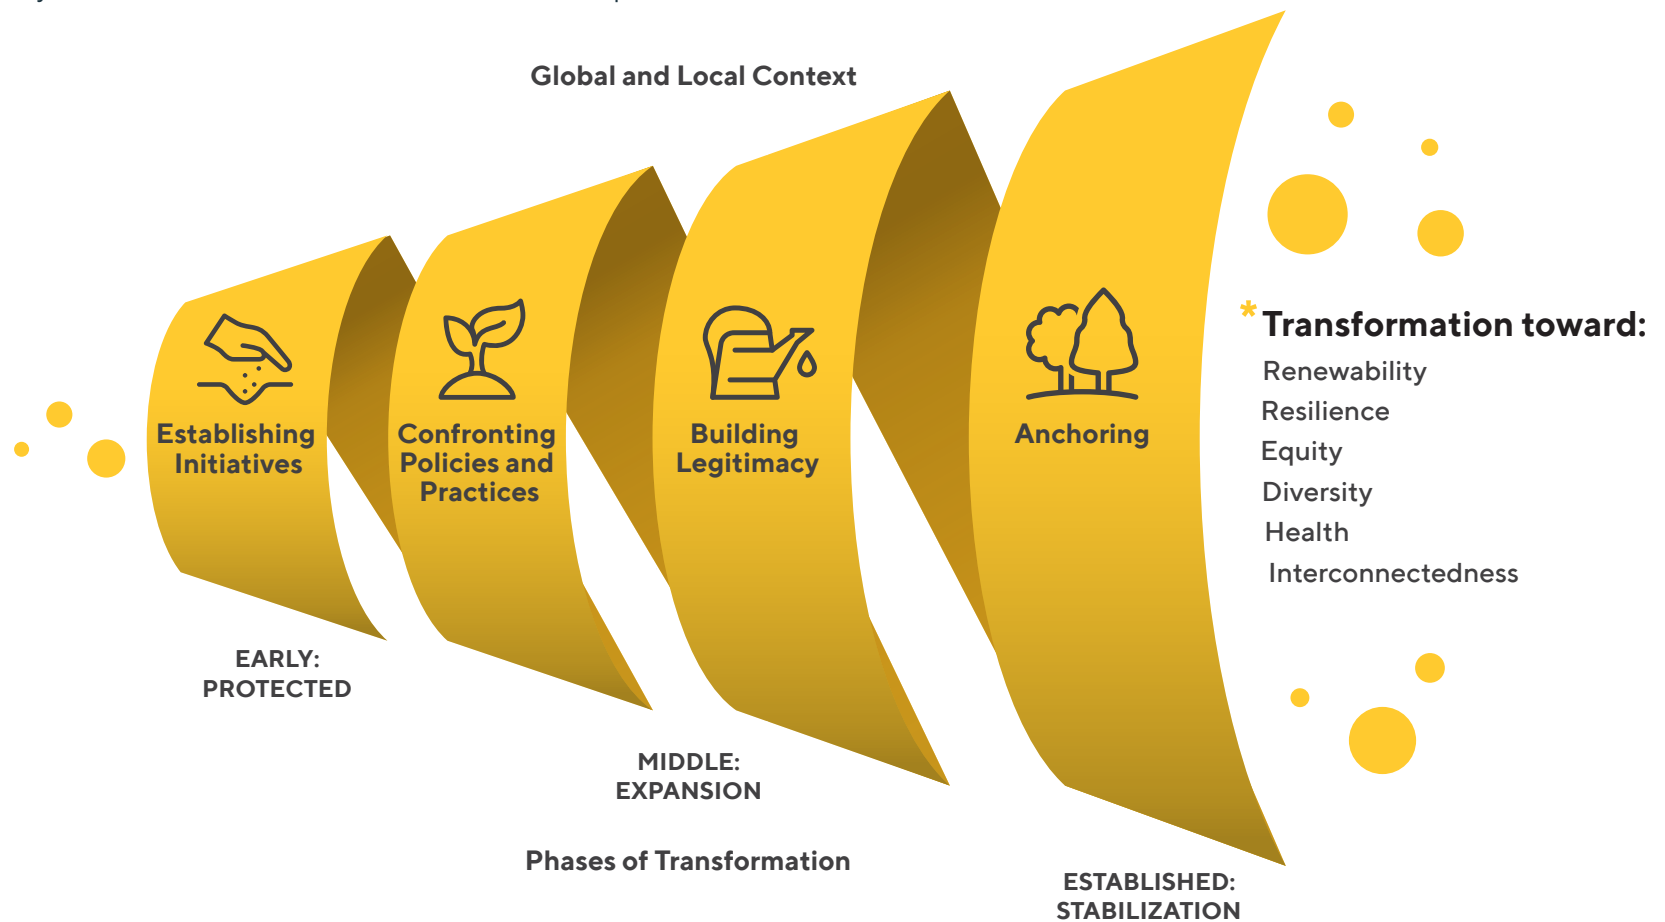 Global and Local Context
Establishing
Initiatives
Confronting
Policies and
Practices
Building
Legitimacy
Anchoring
* Transformation toward:
Renewability
Resilience
Equity
Diversity
Health
Interconnectedness
EARLY:
PROTECTED
MIDDLE:
EXPANSION
Phases of Transformation
ESTABLISHED:
STABILIZATION